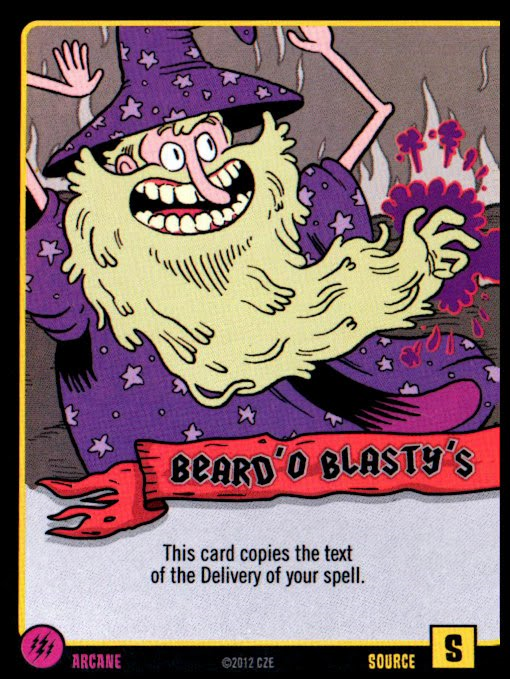 BEARD'O BLASTY'S
This card copies the text
of the Delivery of your spell.
ARCANE
©2012 CZE
SOURCE
S